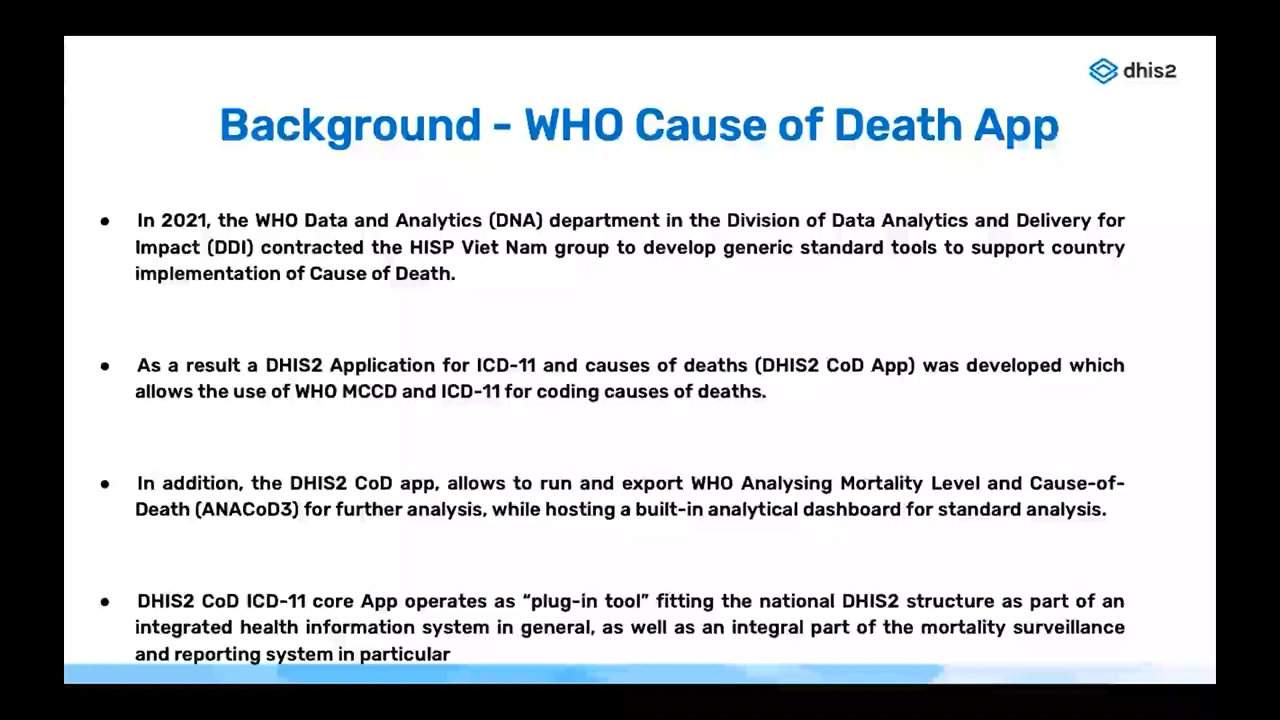 dhis2
Background - WHO Cause of Death App
● In 2021, the WHO Data and Analytics (DNA) department in the Division of Data Analytics and Delivery for
Impact (DDI) contracted the HISP Viet Nam group to develop generic standard tools to support country
implementation of Cause of Death.
● As a result a DHIS2 Application for ICD-11 and causes of deaths (DHIS2 CoD App) was developed which
allows the use of WHO MCCD and ICD-11 for coding causes of deaths.
● In addition, the DHIS2 CoD app, allows to run and export WHO Analysing Mortality Level and Cause-of-
Death (ANACoD3) for further analysis, while hosting a built-in analytical dashboard for standard analysis.
● DHIS2 CoD ICD-11 core App operates as “plug-in tool” fitting the national DHIS2 structure as part of an
integrated health information system in general, as well as an integral part of the mortality surveillance
and reporting system in particular